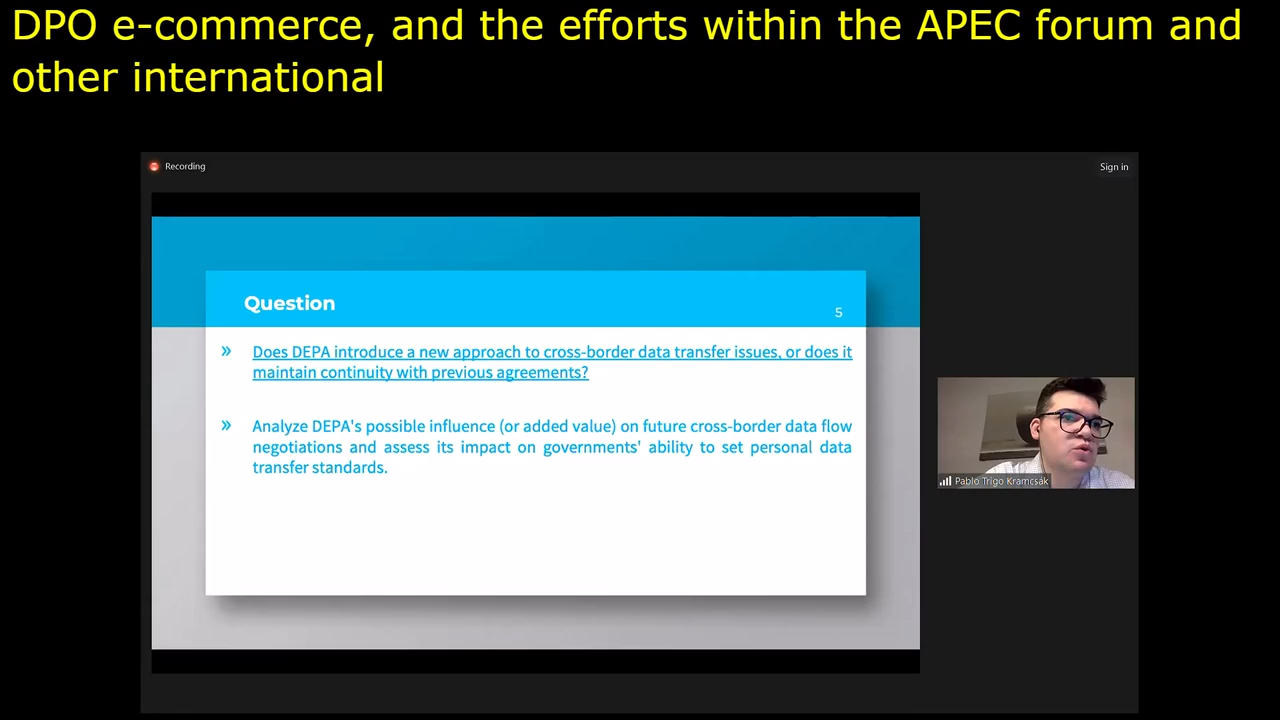 DPO e-commerce, and the efforts within the APEC forum and
other international
Recording
Sign in
Question
5
» Does DEPA introduce a new approach to cross-border data transfer issues, or does it
maintain continuity with previous agreements?
» Analyze DEPA's possible influence (or added value) on future cross-border data flow
negotiations and assess its impact on governments' ability to set personal data
transfer standards.
Pablo Trigo Kramcsák